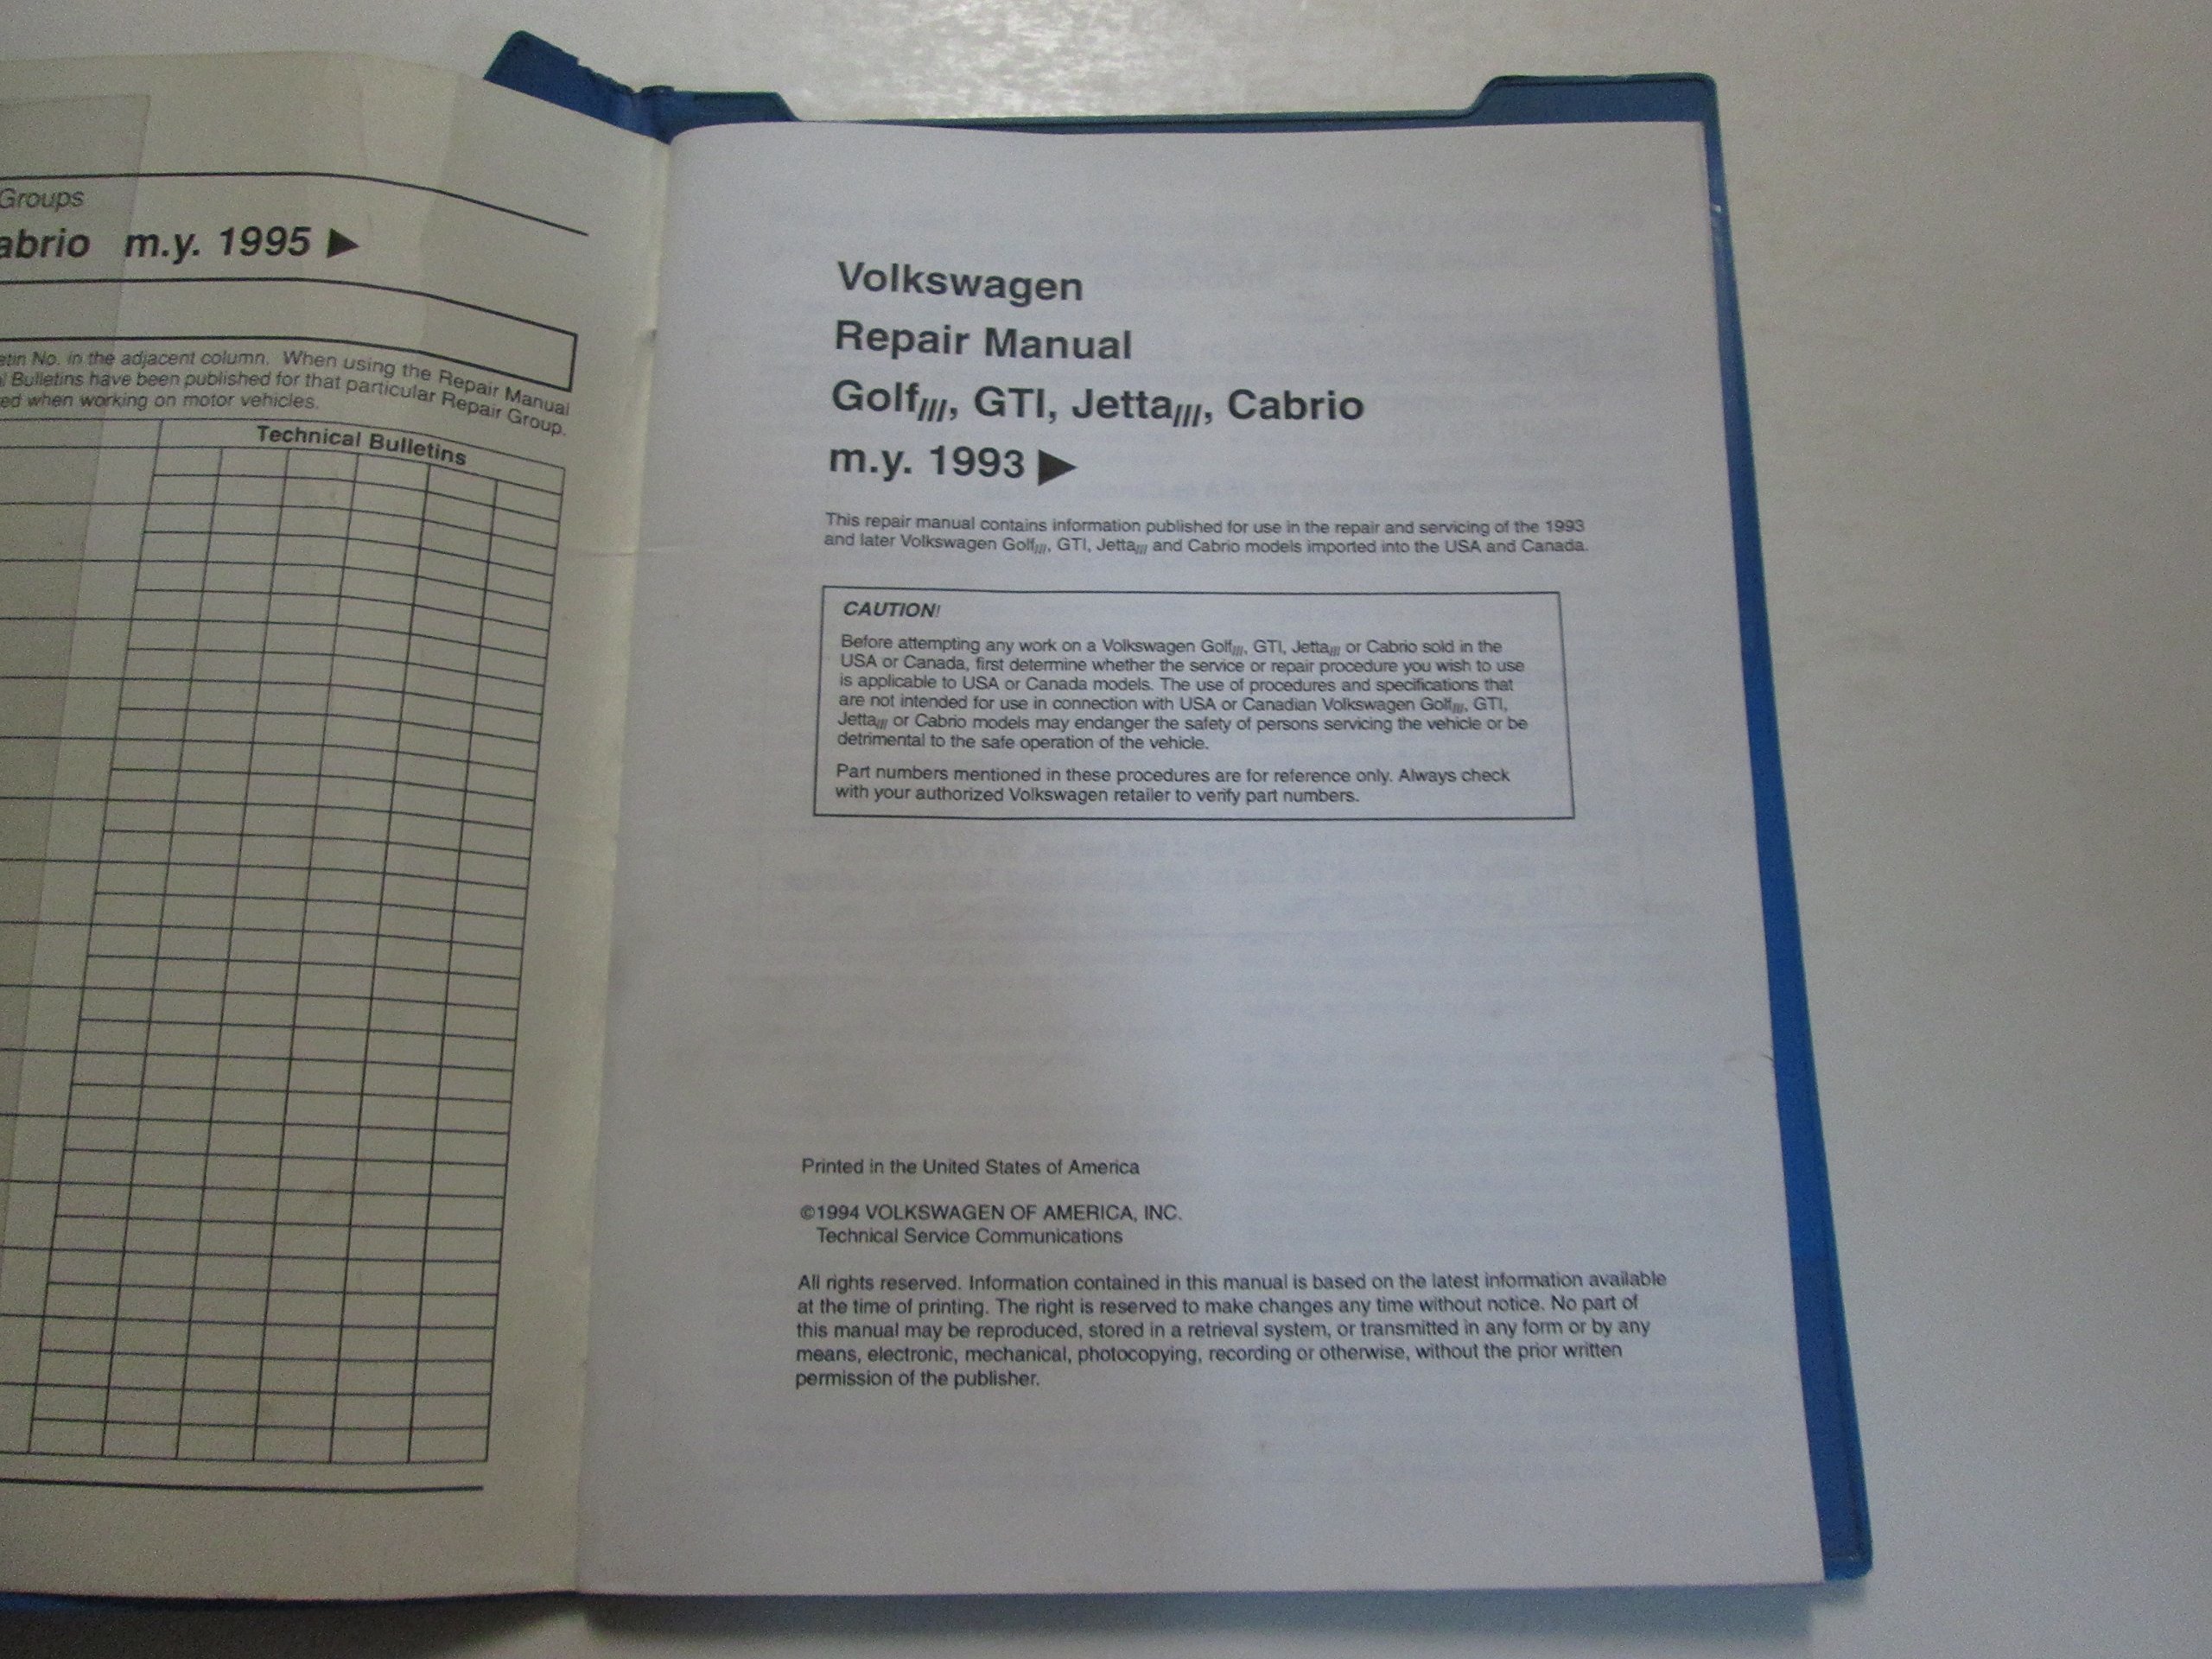 Groups
m.y. 1995 ▶
No. in the adjacent column. When using the Repair Manual
Bulletins have been published for that particular Repair Group.
when working on motor vehicles.
Technical Bulletins
Volkswagen
Repair Manual
Golf///, GTI, Jetta///, Cabrio
m.y. 1993 ▶
This repair manual contains information published for use in the repair and servicing of the 1993
and later Volkswagen Golf///, GTI, Jetta/// and Cabrio models imported into the USA and Canada.
CAUTION!
Before attempting any work on a Volkswagen Golf///, GTI, Jetta/// or Cabrio sold in the
USA or Canada, first determine whether the service or repair procedure you wish to use
is applicable to USA or Canada models. The use of procedures and specifications that
are not intended for use in connection with USA or Canadian Volkswagen Golf///, GTI,
Jetta/// or Cabrio models may endanger the safety of persons servicing the vehicle or be
detrimental to the safe operation of the vehicle.
Part numbers mentioned in these procedures are for reference only. Always check
with your authorized Volkswagen retailer to verify part numbers.
Printed in the United States of America
©1994 VOLKSWAGEN OF AMERICA, INC.
Technical Service Communications
All rights reserved. Information contained in this manual is based on the latest information available
at the time of printing. The right is reserved to make changes any time without notice. No part of
this manual may be reproduced, stored in a retrieval system, or transmitted in any form or by any
means, electronic, mechanical, photocopying, recording or otherwise, without the prior written
permission of the publisher.